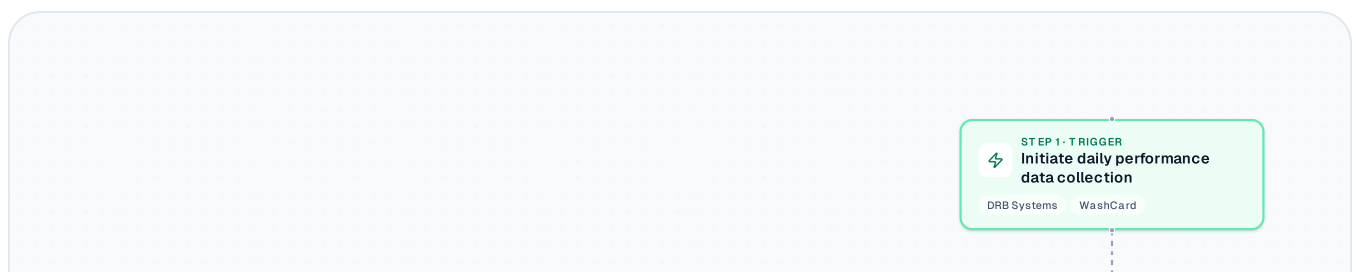 STEP 1 · TRIGGER
Initiate daily performance
data collection
DRB Systems WashCard